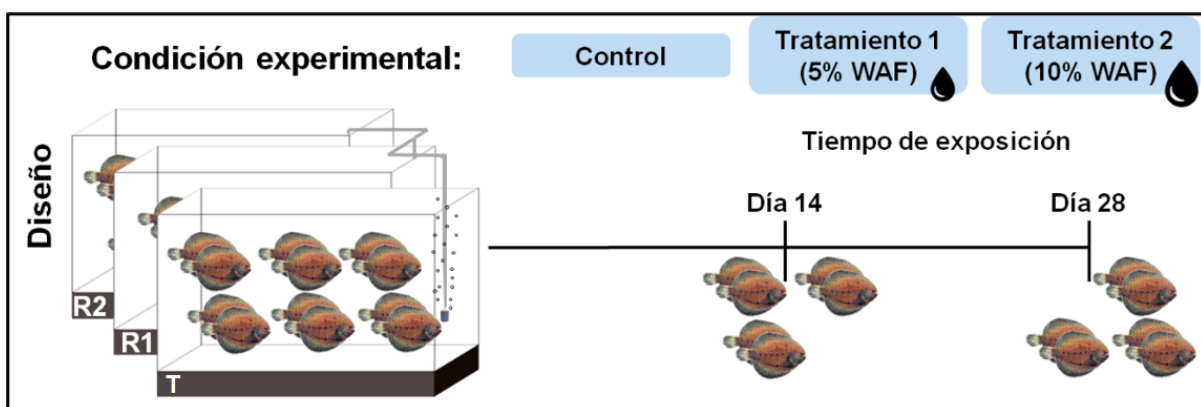 Condición experimental:
Control
Tratamiento 1
(5% WAF)
Tratamiento 2
(10% WAF)
Diseño
Tiempo de exposición
Día 14
Día 28
R2
R1
T